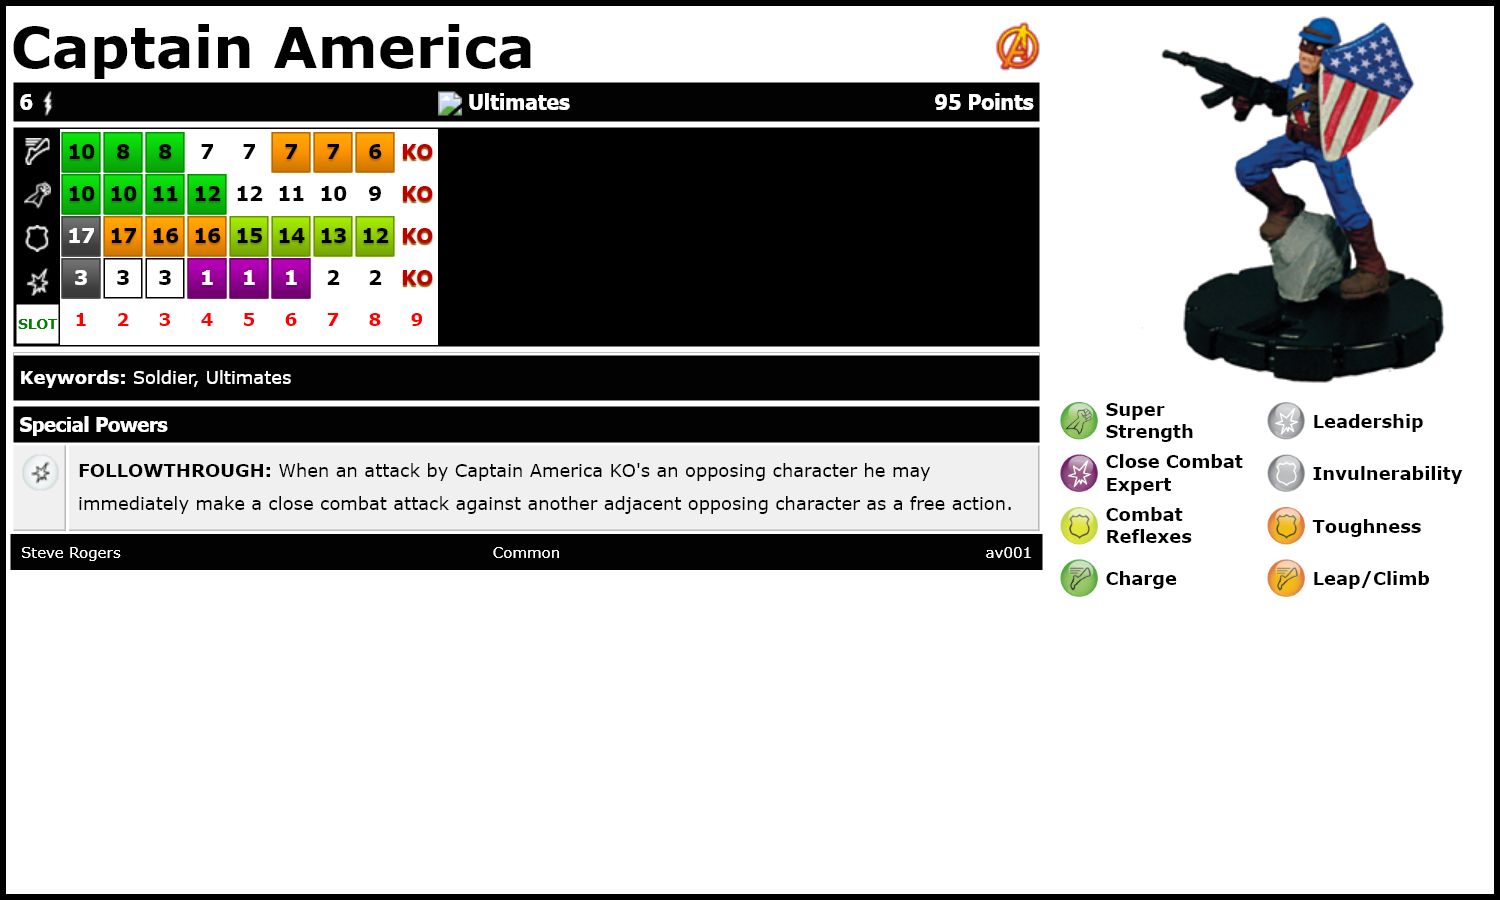 Captain America
6 Ultimates 95 Points
10 8 8 7 7 7 7 6 KO
10 10 11 12 12 11 10 9 KO
17 17 16 16 15 14 13 12 KO
3 3 3 1 1 1 2 2 KO
SLOT 1 2 3 4 5 6 7 8 9
Keywords: Soldier, Ultimates
Special Powers
FOLLOWTHROUGH: When an attack by Captain America KO's an opposing character he may
immediately make a close combat attack against another adjacent opposing character as a free action.
Steve Rogers Common av001
Super
Strength
Leadership
Close Combat
Expert
Invulnerability
Combat
Reflexes
Toughness
Charge
Leap/Climb